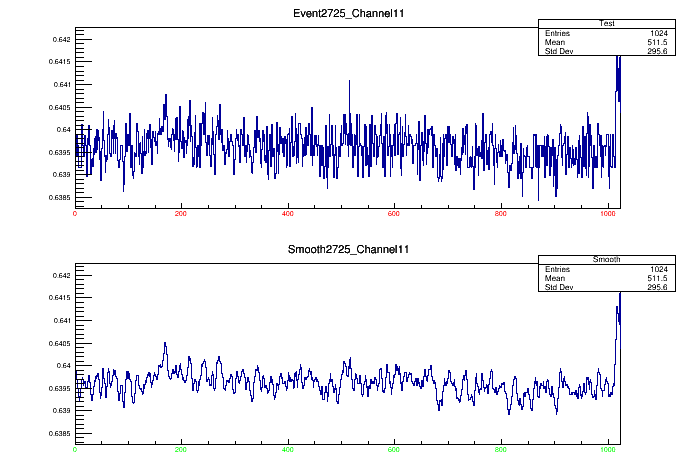 Event2725_Channel11
Test
Entries 1024
Mean 511.5
Std Dev 295.6
0.642
0.6415
0.641
0.6405
0.64
0.6395
0.639
0.6385
0 200 400 600 800 1000
Smooth2725_Channel11
Smooth
Entries 1024
Mean 511.5
Std Dev 295.6
0.642
0.6415
0.641
0.6405
0.64
0.6395
0.639
0.6385
0 200 400 600 800 1000